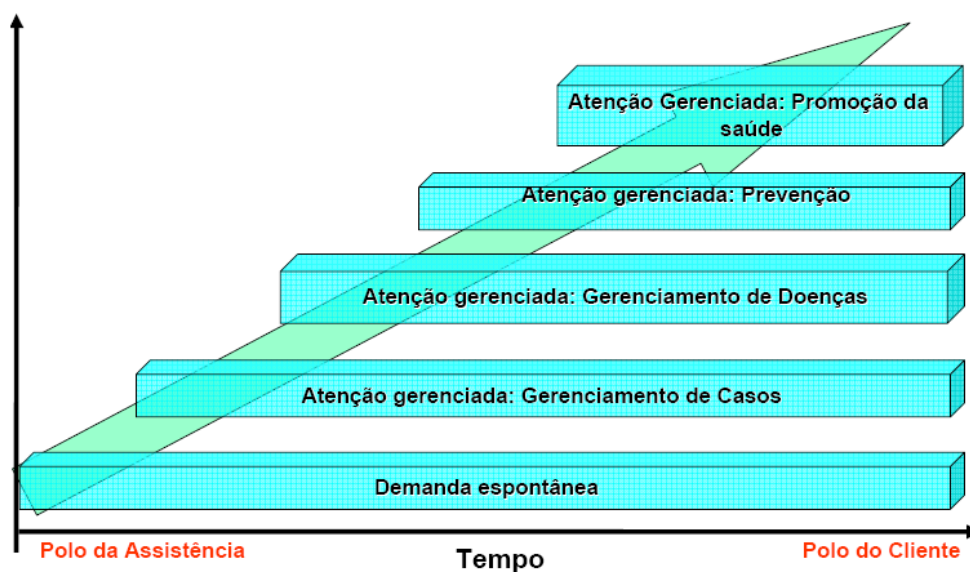 Atenção Gerenciada: Promoção da
saúde
Atenção gerenciada: Prevenção
Atenção gerenciada: Gerenciamento de Doenças
Atenção gerenciada: Gerenciamento de Casos
Demanda espontânea
Polo da Assistência
Tempo
Polo do Cliente